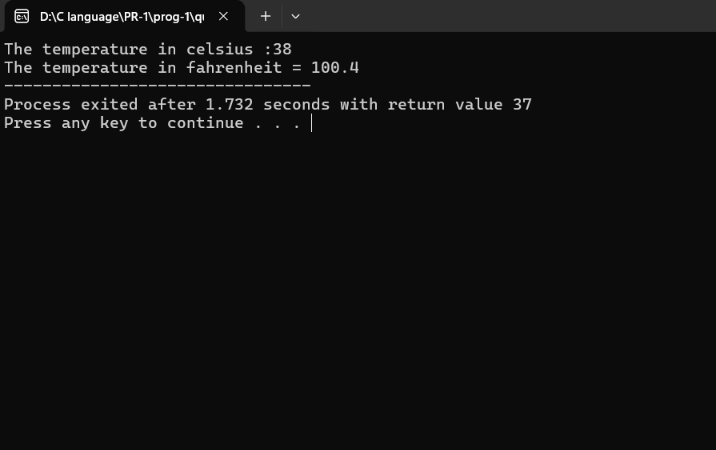 D:\C language\PR-1\prog-1\qu
The temperature in celsius :38
The temperature in fahrenheit = 100.4
--------------------------------
Process exited after 1.732 seconds with return value 37
Press any key to continue . . .